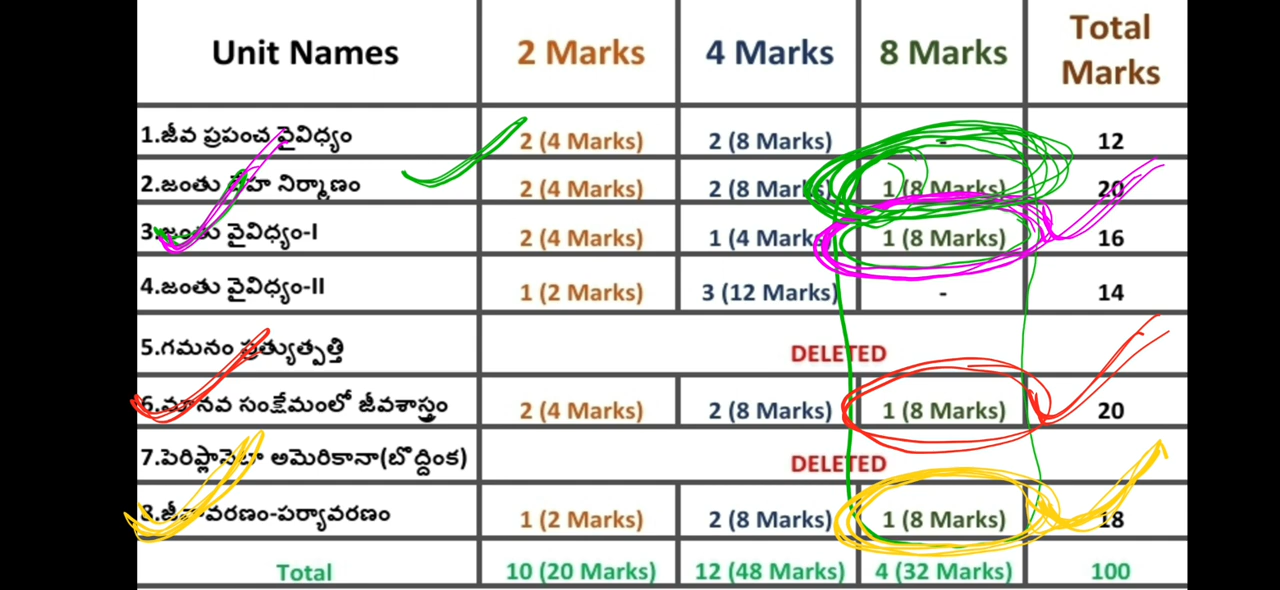 Unit Names 2 Marks 4 Marks 8 Marks Total Marks
1.జీవ ప్రపంచ వైవిధ్యం 2 (4 Marks) 2 (8 Marks) - 12
2.జంతు దేహ నిర్మాణం 2 (4 Marks) 2 (8 Marks) 1 (8 Marks) 20
3.జంతు వైవిధ్యం-I 2 (4 Marks) 1 (4 Marks) 1 (8 Marks) 16
4.జంతు వైవిధ్యం-II 1 (2 Marks) 3 (12 Marks) - 14
5.గమనం ప్రత్యుత్పత్తి DELETED
6.మానవ సంక్షేమంలో జీవశాస్త్రం 2 (4 Marks) 2 (8 Marks) 1 (8 Marks) 20
7.పెరిప్లానెటా అమెరికానా(బొద్దింక) DELETED
8.జీవావరణం-పర్యావరణం 1 (2 Marks) 2 (8 Marks) 1 (8 Marks) 18
Total 10 (20 Marks) 12 (48 Marks) 4 (32 Marks) 100